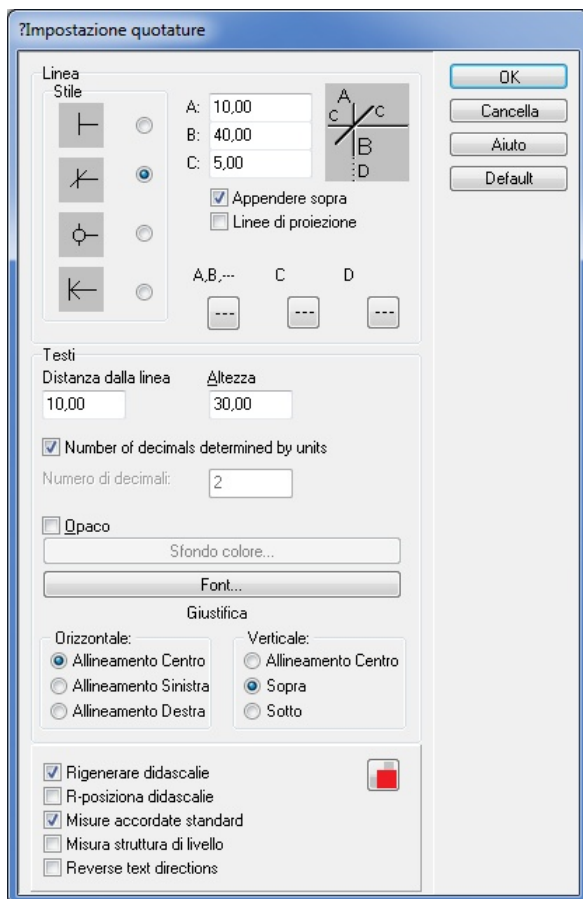 ?Impostazione quotature
Linea
Stile
A: 10,00
B: 40,00
C: 5,00
A
C C
B
D
Appendere sopra
Linee di proiezione
A,B,--- C D
--- --- ---
OK
Cancella
Aiuto
Default
Testi
Distanza dalla linea Altezza
10,00 30,00
Number of decimals determined by units
Numero di decimali: 2
Opaco
Sfondo colore...
Font...
Giustifica
Orizzontale: Verticale:
Allineamento Centro Allineamento Centro
Allineamento Sinistra Sopra
Allineamento Destra Sotto
Rigenerare didascalie
R-posiziona didascalie
Misure accordate standard
Misura struttura di livello
Reverse text directions